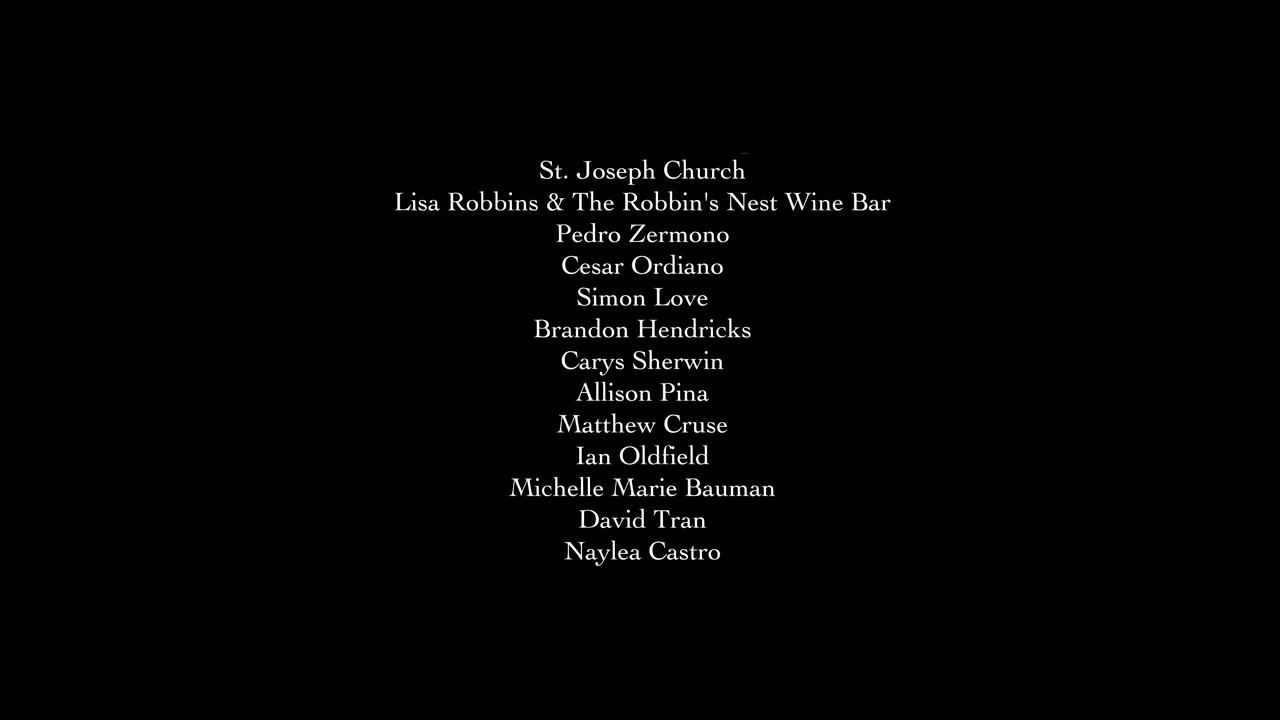 St. Joseph Church
Lisa Robbins & The Robbin's Nest Wine Bar
Pedro Zermono
Cesar Ordiano
Simon Love
Brandon Hendricks
Carys Sherwin
Allison Pina
Matthew Cruse
Ian Oldfield
Michelle Marie Bauman
David Tran
Naylea Castro